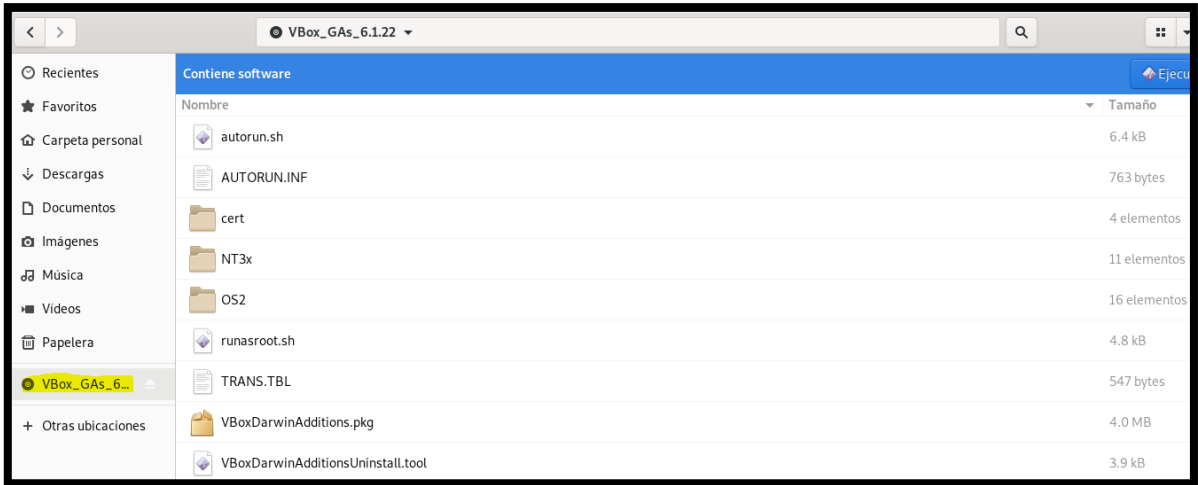 VBox_GAs_6.1.22
Recientes
Favoritos
Carpeta personal
Descargas
Documentos
Imágenes
Música
Vídeos
Papelera
VBox_GAs_6…
+ Otras ubicaciones
Contiene software
Ejecu
Nombre Tamaño
autorun.sh 6.4 kB
AUTORUN.INF 763 bytes
cert 4 elementos
NT3x 11 elementos
OS2 16 elementos
runasroot.sh 4.8 kB
TRANS.TBL 547 bytes
VBoxDarwinAdditions.pkg 4.0 MB
VBoxDarwinAdditionsUninstall.tool 3.9 kB